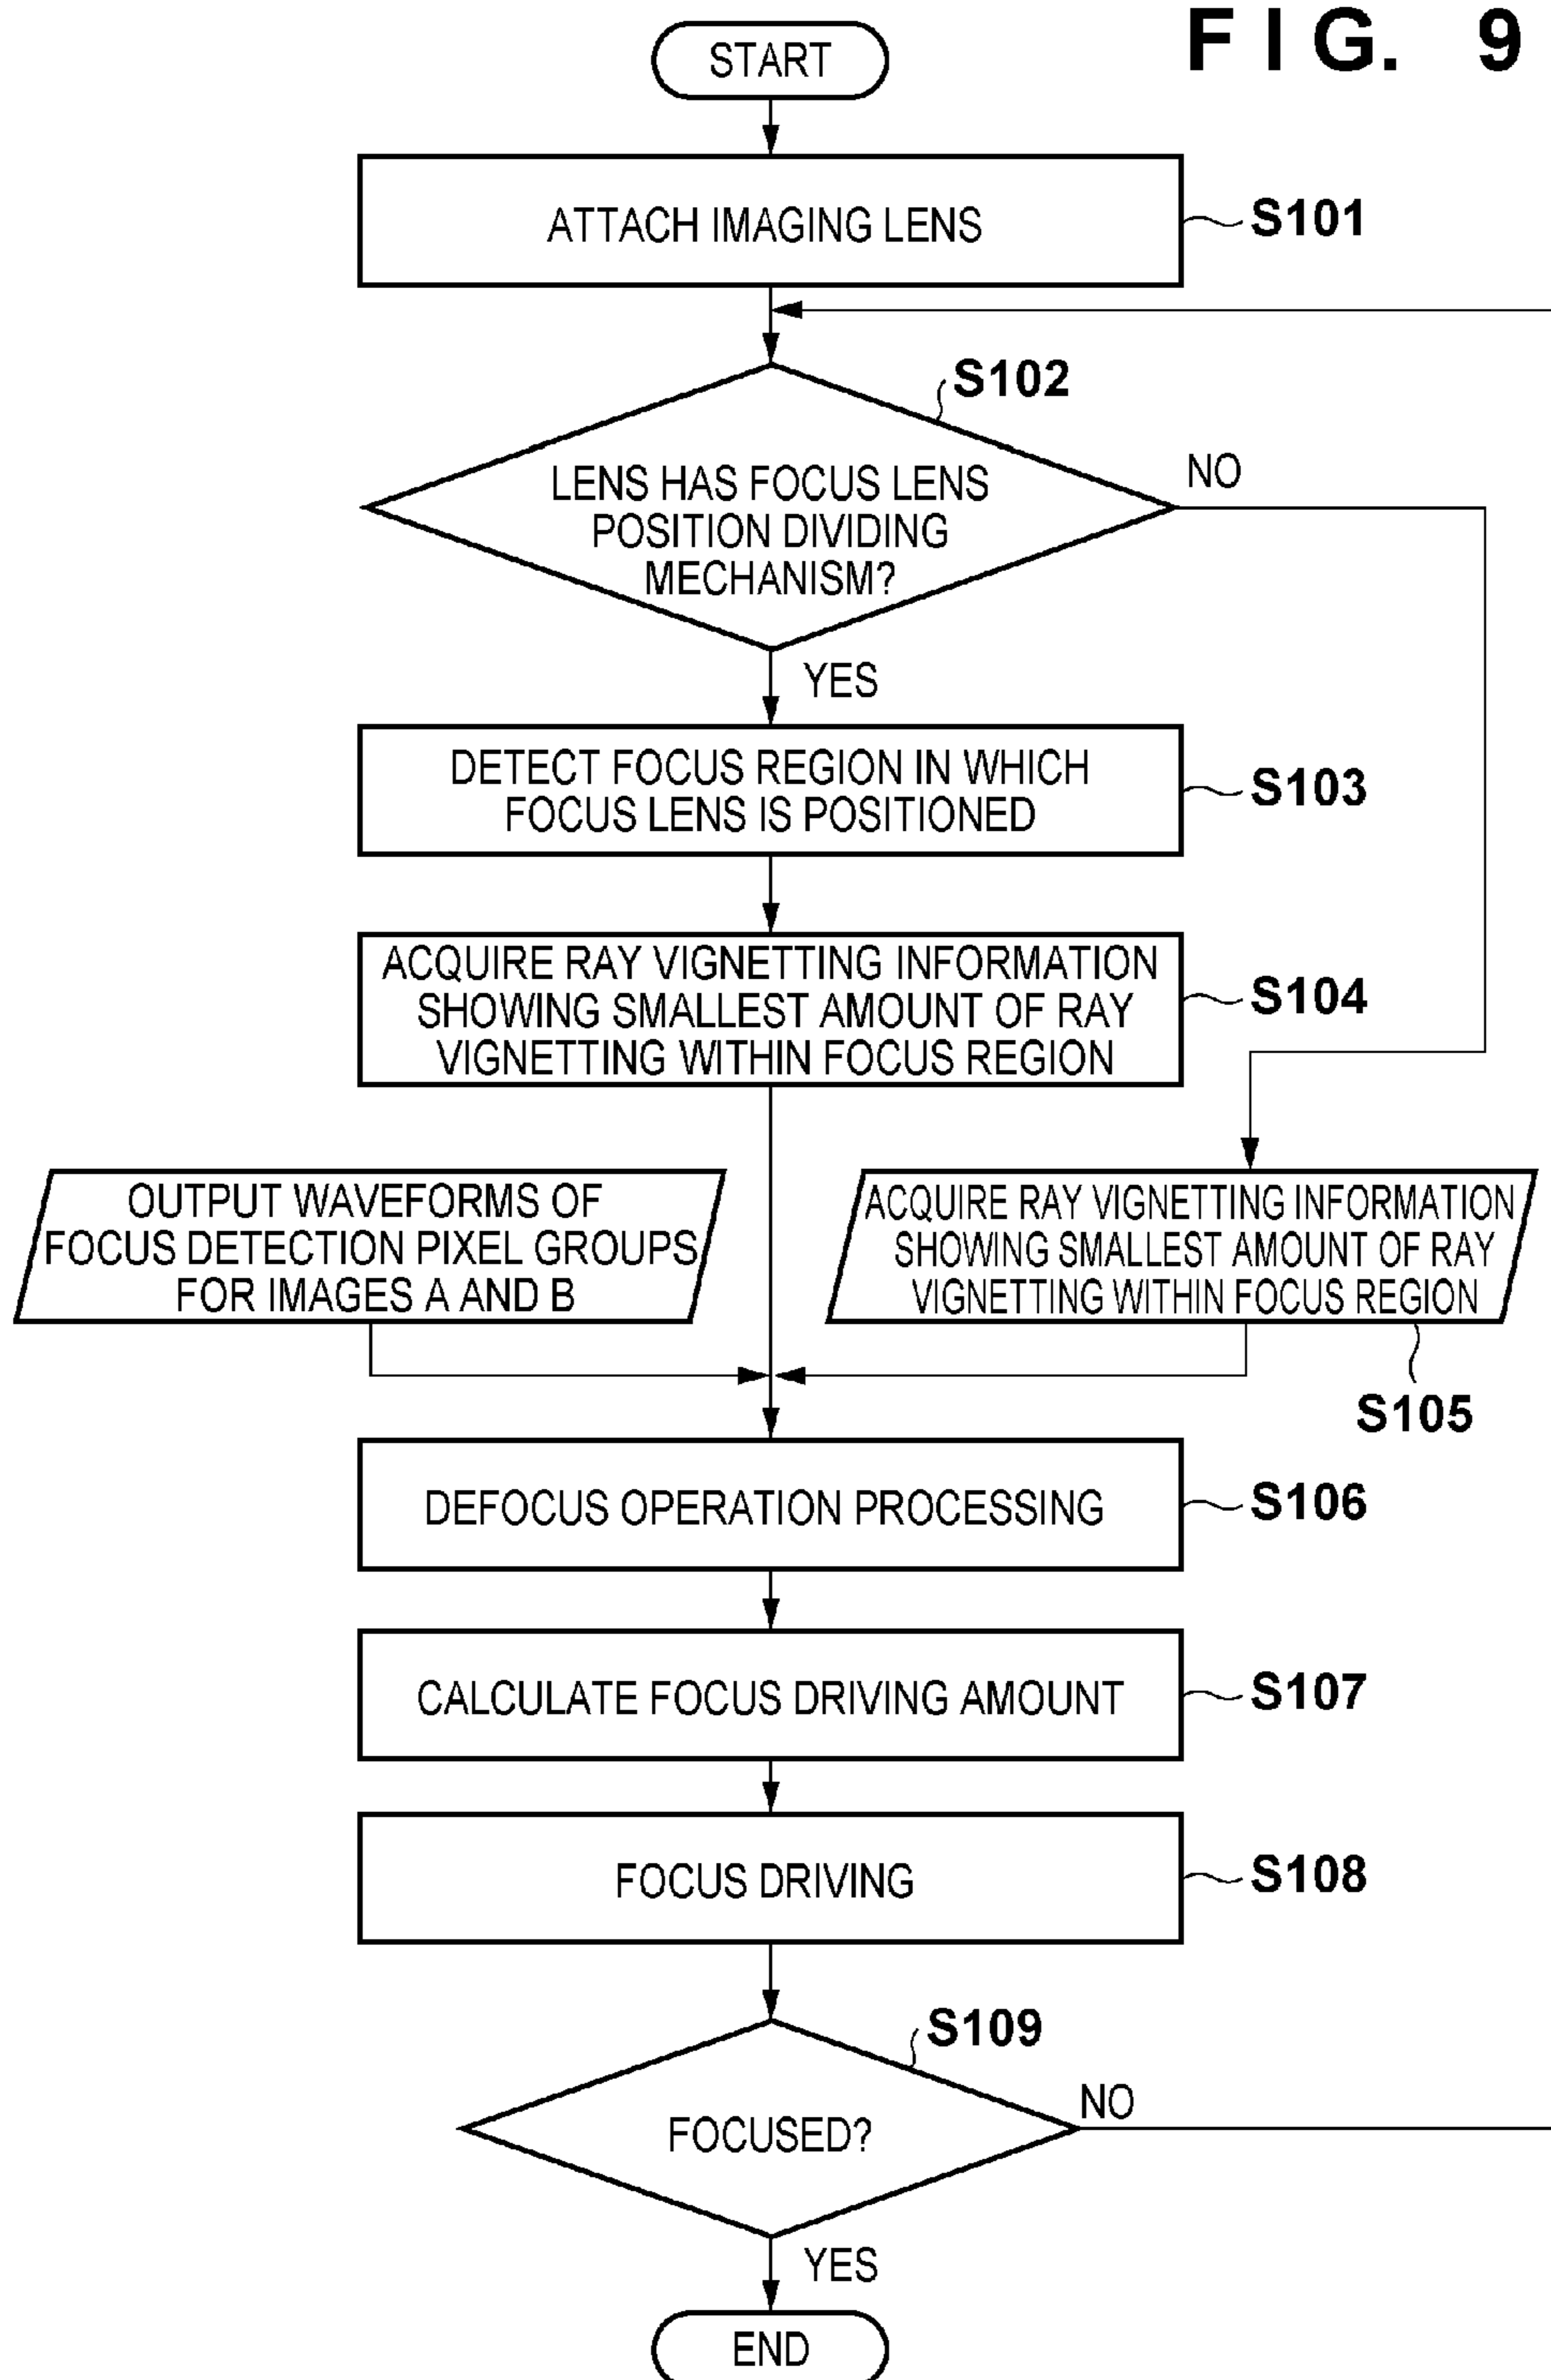 FIG. 9
START
ATTACH IMAGING LENS
S101
S102
LENS HAS FOCUS LENS
POSITION DIVIDING
MECHANISM?
NO
YES
DETECT FOCUS REGION IN WHICH
FOCUS LENS IS POSITIONED
S103
ACQUIRE RAY VIGNETTING INFORMATION
SHOWING SMALLEST AMOUNT OF RAY
VIGNETTING WITHIN FOCUS REGION
S104
OUTPUT WAVEFORMS OF
FOCUS DETECTION PIXEL GROUPS
FOR IMAGES A AND B
ACQUIRE RAY VIGNETTING INFORMATION
SHOWING SMALLEST AMOUNT OF RAY
VIGNETTING WITHIN FOCUS REGION
S105
DEFOCUS OPERATION PROCESSING
S106
CALCULATE FOCUS DRIVING AMOUNT
S107
FOCUS DRIVING
S108
S109
FOCUSED?
NO
YES
END